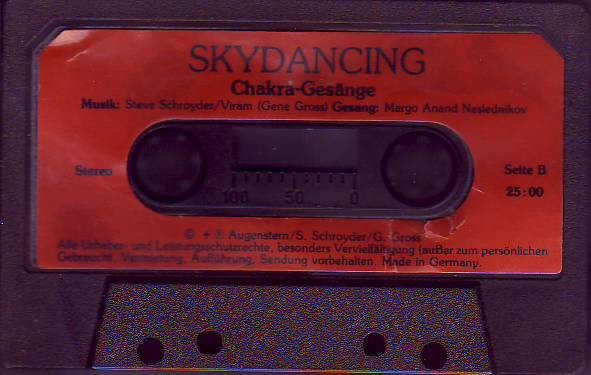 SKYDANCING
Chakra-Gesänge
Musik: Steve Schroyder/Viram (Gene Gross) Gesang: Margo Anand Neslednikov
Stereo
Seite B
25:00
100 50 0
© + ℗ Augenstern/S. Schroyder/G. Gross
Alle Urheber- und Leistungsschutzrechte, besonders Vervielfältigung (außer zum persönlichen
Gebrauch), Vermietung, Aufführung, Sendung vorbehalten. Made in Germany.